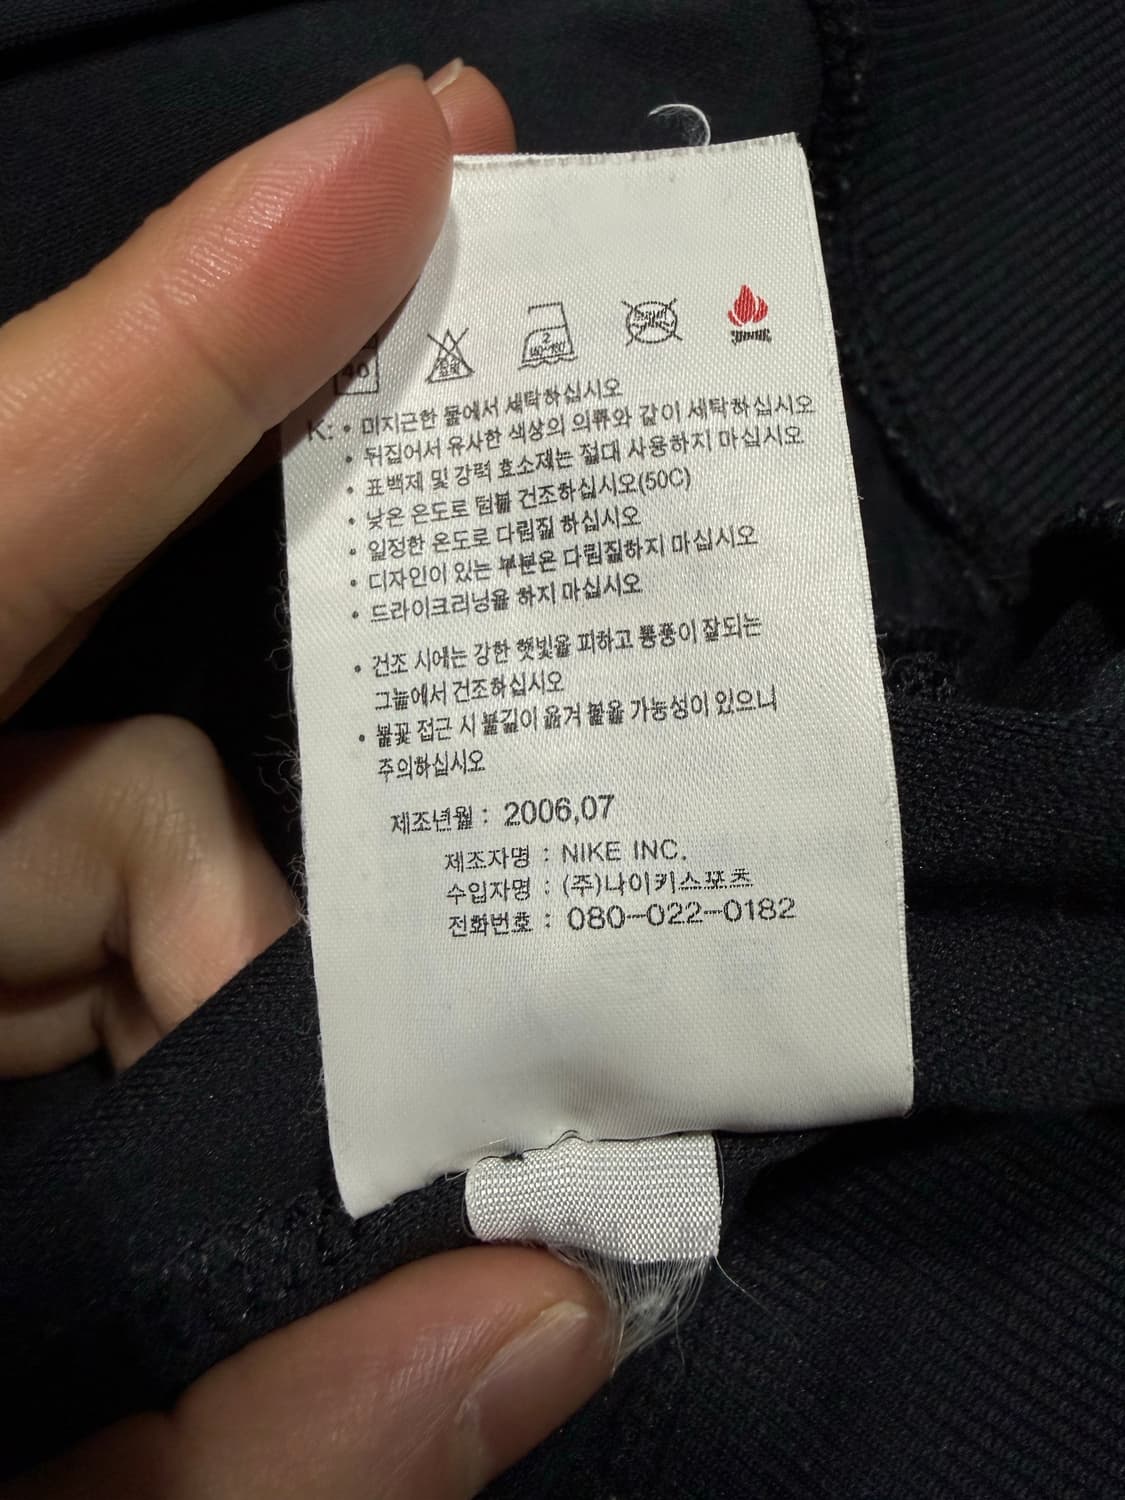 40
염소
2
140~160℃
드라이
K: • 미지근한 물에서 세탁하십시오
• 뒤집어서 유사한 색상의 의류와 같이 세탁하십시오
• 표백제 및 강력 효소제는 절대 사용하지 마십시오
• 낮은 온도로 텀블 건조하십시오(50C)
• 일정한 온도로 다림질 하십시오
• 디자인이 있는 부분은 다림질하지 마십시오
• 드라이크리닝을 하지 마십시오
• 건조 시에는 강한 햇빛을 피하고 통풍이 잘되는
그늘에서 건조하십시오
• 불꽃 접근 시 불길이 옮겨 붙을 가능성이 있으니
주의하십시오
제조년월 : 2006,07
제조자명 : NIKE INC.
수입자명 : (주)나이키스포츠
전화번호 : 080-022-0182